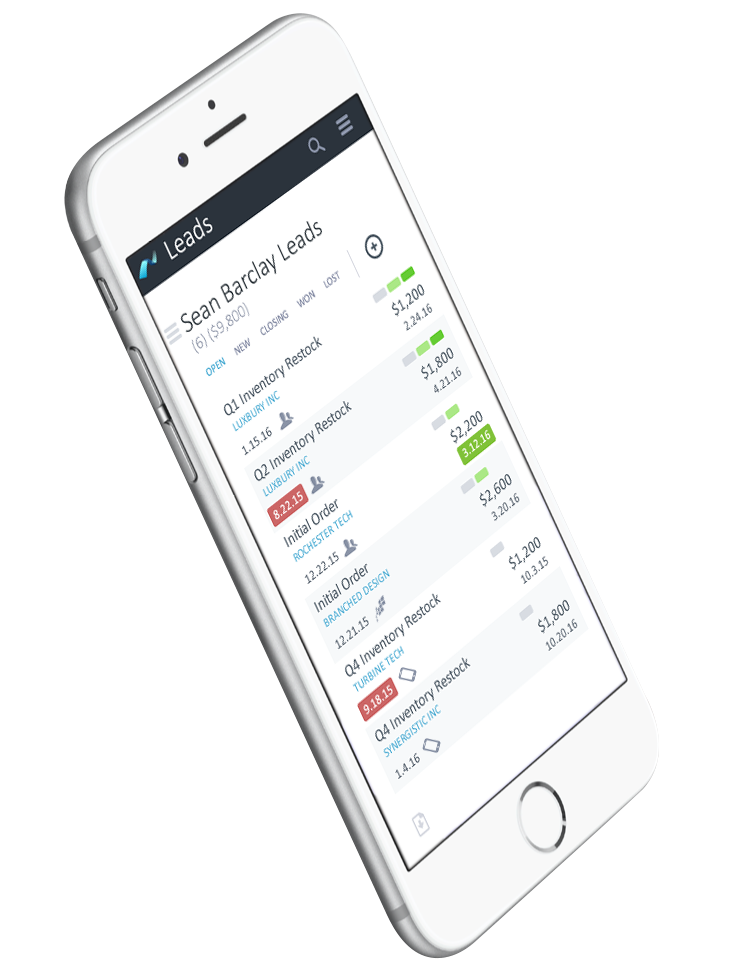 Leads
Sean Barclay Leads
(6) ($9,800)
OPEN NEW CLOSING WON LOST
Q1 Inventory Restock $1,200
LUXBURY INC 2.24.16
1.15.16
Q2 Inventory Restock $1,800
LUXBURY INC 4.21.16
8.22.15
Initial Order $2,200
ROCHESTER TECH 3.12.16
12.22.15
Initial Order $2,600
BRANCHED DESIGN 3.20.16
12.21.15
Q4 Inventory Restock $1,200
TURBINE TECH 10.3.15
9.18.15
Q4 Inventory Restock $1,800
SYNERGISTIC INC 10.20.16
1.4.16